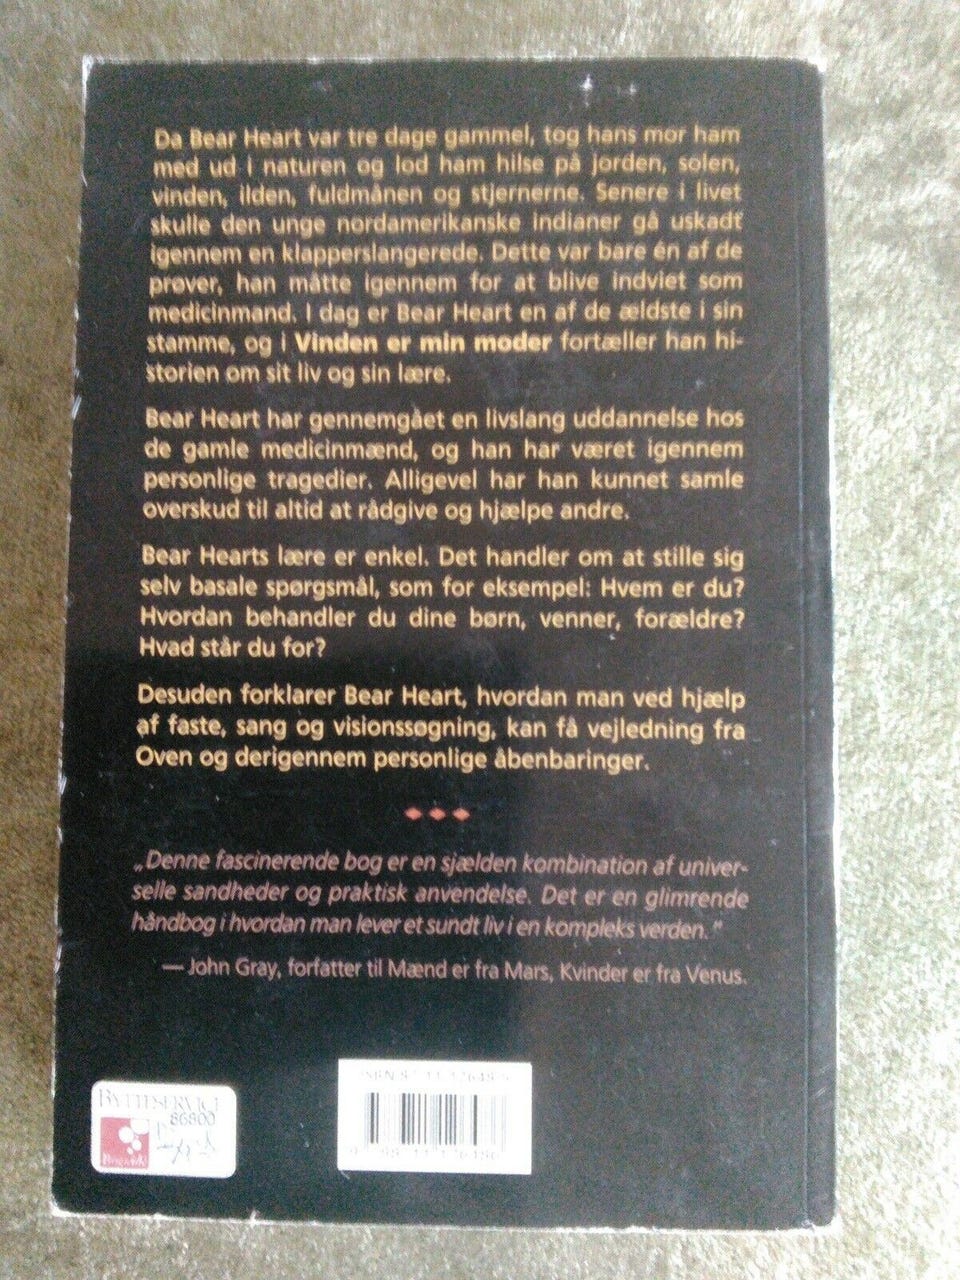 Da Bear Heart var tre dage gammel, tog hans mor ham
med ud i naturen og lod ham hilse på jorden, solen,
vinden, ilden, fuldmånen og stjernerne. Senere i livet
skulle den unge nordamerikanske indianer gå uskadt
igennem en klapperslangerede. Dette var bare én af de
prøver, han måtte igennem for at blive indviet som
medicinmand. I dag er Bear Heart en af de ældste i sin
stamme, og i Vinden er min moder fortæller han hi-
storien om sit liv og sin lære.
Bear Heart har gennemgået en livslang uddannelse hos
de gamle medicinmænd, og han har været igennem
personlige tragedier. Alligevel har han kunnet samle
overskud til altid at rådgive og hjælpe andre.
Bear Hearts lære er enkel. Det handler om at stille sig
selv basale spørgsmål, som for eksempel: Hvem er du?
Hvordan behandler du dine børn, venner, forældre?
Hvad står du for?
Desuden forklarer Bear Heart, hvordan man ved hjælp
af faste, sang og visionssøgning, kan få vejledning fra
Oven og derigennem personlige åbenbaringer.
„Denne fascinerende bog er en sjælden kombination af univer-
selle sandheder og praktisk anvendelse. Det er en glimrende
håndbog i hvordan man lever et sundt liv i en kompleks verden."
— John Gray, forfatter til Mænd er fra Mars, Kvinder er fra Venus.
BYTTESERVICE
86800